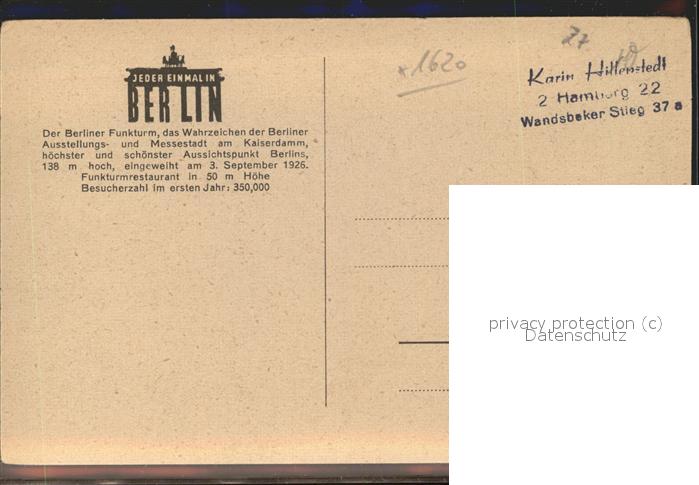 JEDER EINMAL IN
BERLIN
Der Berliner Funkturm, das Wahrzeichen der Berliner
Ausstellungs- und Messestadt am Kaiserdamm,
höchster und schönster Aussichtspunkt Berlins,
138 m hoch, eingeweiht am 3. September 1926.
Funkturmrestaurant in 50 m Höhe
Besucherzahl im ersten Jahr: 350,000
1620
Karin Hillenstedt
2 Hamburg 22
Wandsbeker Stieg 37 a
privacy protection (c)
Datenschutz